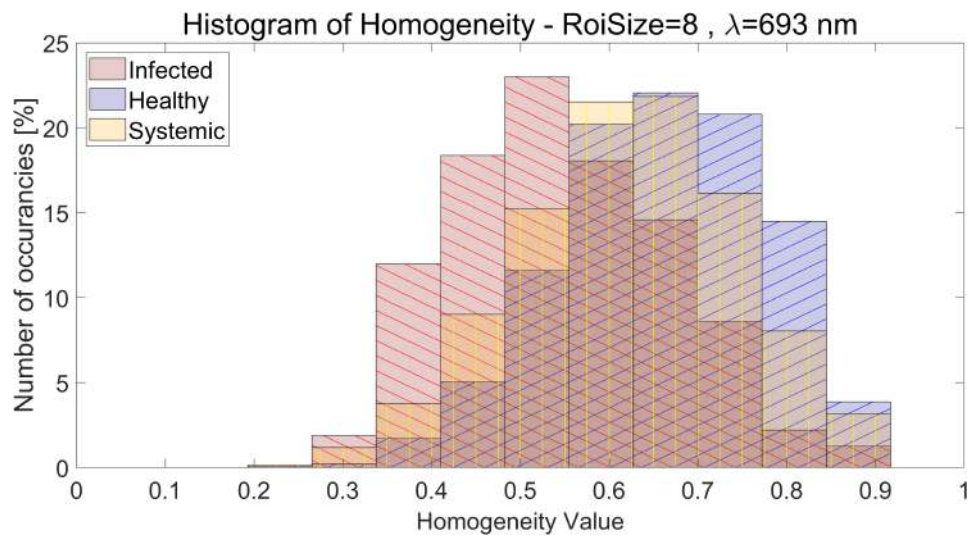 Histogram of Homogeneity - RoiSize=8 , λ=693 nm
Number of occurancies [%]
25
20
15
10
5
0
Infected
Healthy
Systemic
0 0.1 0.2 0.3 0.4 0.5 0.6 0.7 0.8 0.9 1
Homogeneity Value